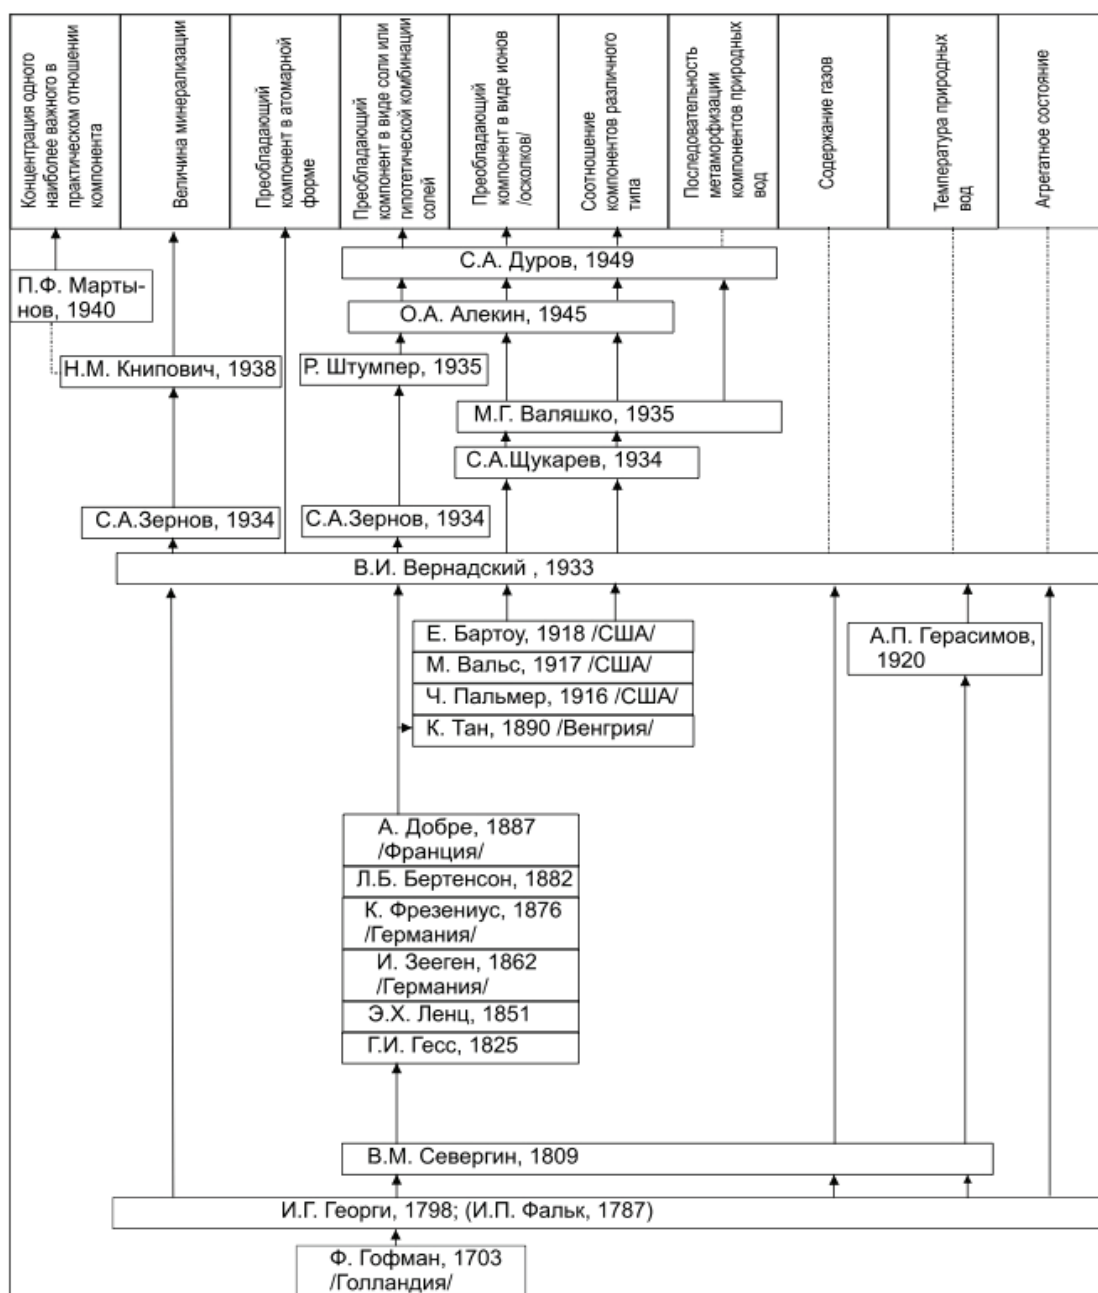 Концентрация одного
наиболее важного в
практическом отношении
компонента
Величина минерализации
Преобладающий
компонент в атомарной
форме
Преобладающий
компонент в виде соли или
гипотетической комбинации
солей
Преобладающий
компонент в виде ионов
/осколков/
Соотношение
компонентов различного
типа
Последовательность
метаморфизации
компонентов природных
вод
Содержание газов
Температура природных
вод
Агрегатное состояние
С.А. Дуров, 1949
П.Ф. Марты-
нов, 1940
О.А. Алекин, 1945
Н.М. Книпович, 1938
Р. Штумпер, 1935
М.Г. Валяшко, 1935
С.А.Щукарев, 1934
С.А.Зернов, 1934
С.А.Зернов, 1934
В.И. Вернадский , 1933
Е. Бартоу, 1918 /США/
М. Вальс, 1917 /США/
Ч. Пальмер, 1916 /США/
К. Тан, 1890 /Венгрия/
А.П. Герасимов,
1920
А. Добре, 1887
/Франция/
Л.Б. Бертенсон, 1882
К. Фрезениус, 1876
/Германия/
И. Зееген, 1862
/Германия/
Э.Х. Ленц, 1851
Г.И. Гесс, 1825
В.М. Севергин, 1809
И.Г. Георги, 1798; (И.П. Фальк, 1787)
Ф. Гофман, 1703
/Голландия/